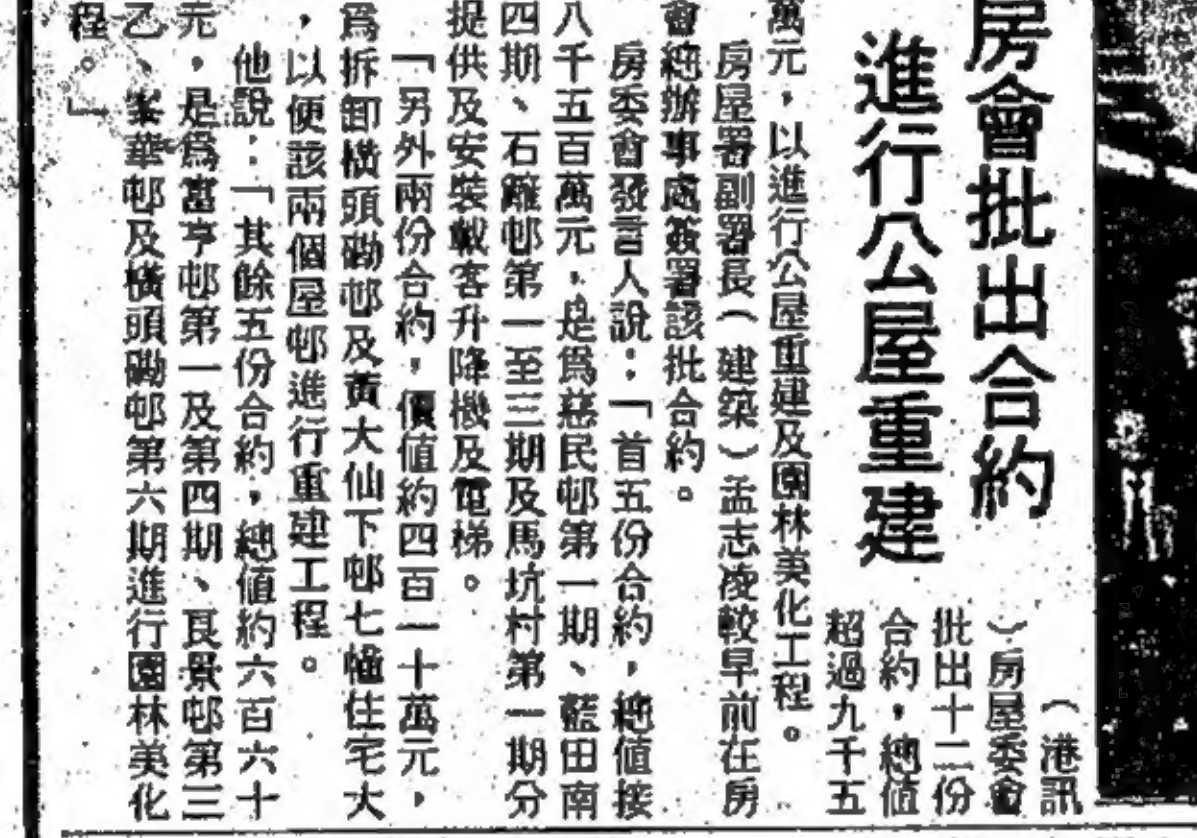 房會批出合約
進行公屋重建
（港訊
）房屋委會
批出十二份
合約，總值
超過九千五
萬元，以進行公屋重建及園林美化工程。
房屋署副署長（建築）孟志凌較早前在房
會總辦事處簽署該批合約。
房委會發言人說：「首五份合約，總值接
八千五百萬元，是爲慈民邨第一期、藍田南
四期、石籬邨第一至三期及馬坑村第一期分
提供及安裝載客升降機及電梯。
「另外兩份合約，價值約四百一十萬元，
爲拆卸橫頭磡邨及黃大仙下邨七幢住宅大
，以便該兩個屋邨進行重建工程。
他說：「其餘五份合約，總值約六百六十
元，是爲富亨邨第一及第四期、良景邨第三
乙、峯華邨及橫頭磡邨第六期進行園林美化
程。」